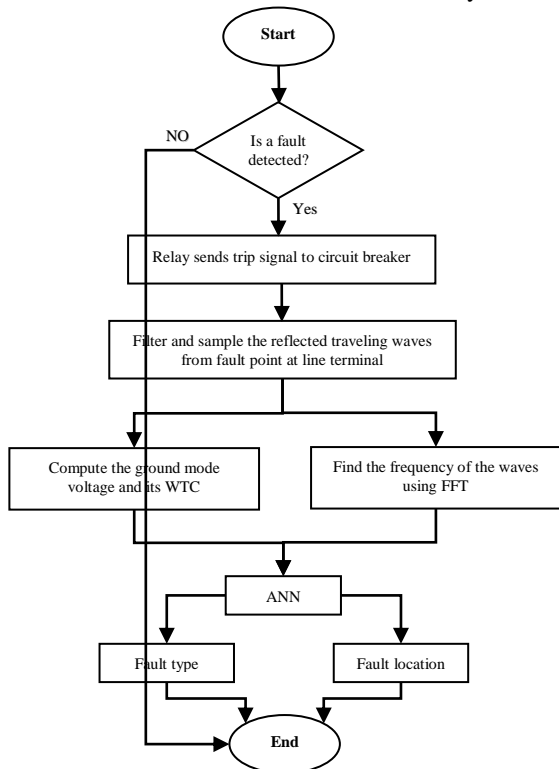 Start
NO
Is a fault
detected?
Yes
Relay sends trip signal to circuit breaker
Filter and sample the reflected traveling waves
from fault point at line terminal
Compute the ground mode
voltage and its WTC
Find the frequency of the waves
using FFT
ANN
Fault type
Fault location
End